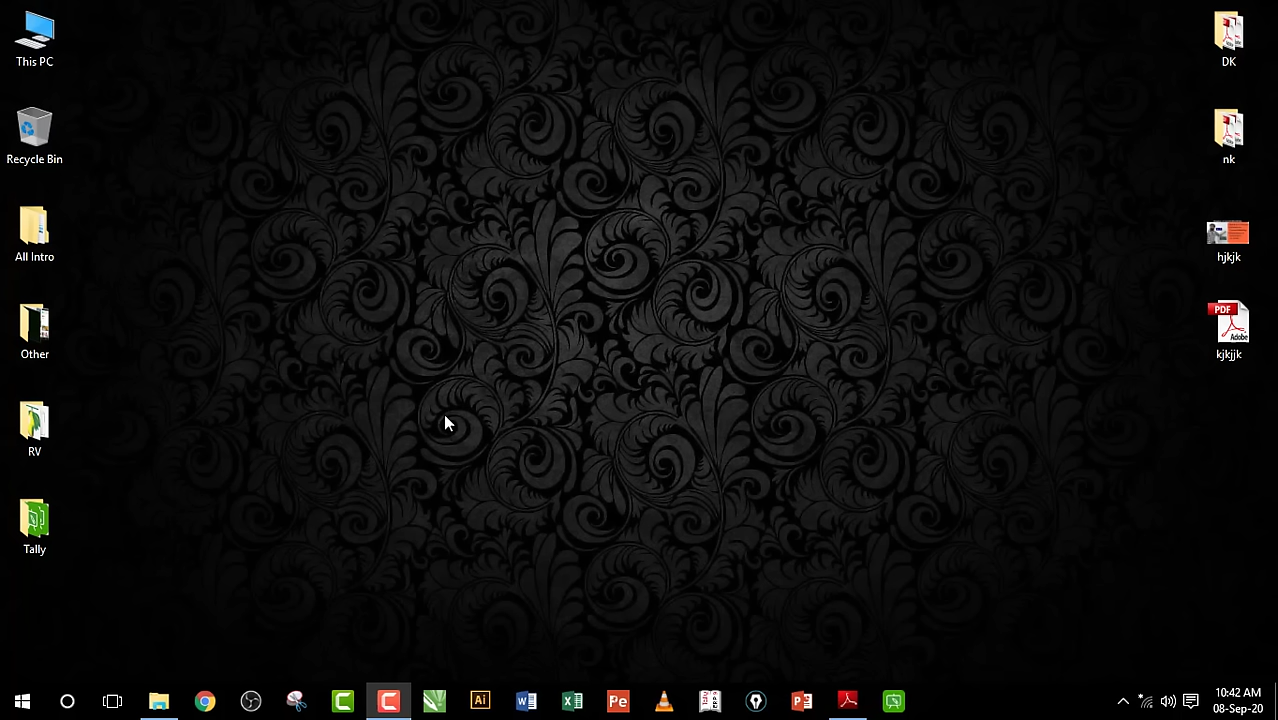 This PC
Recycle Bin
All Intro
Other
RV
Tally
DK
nk
hjkjk
PDF
Adobe
kjkjjk
Ai
Pe
10:42 AM
08-Sep-20